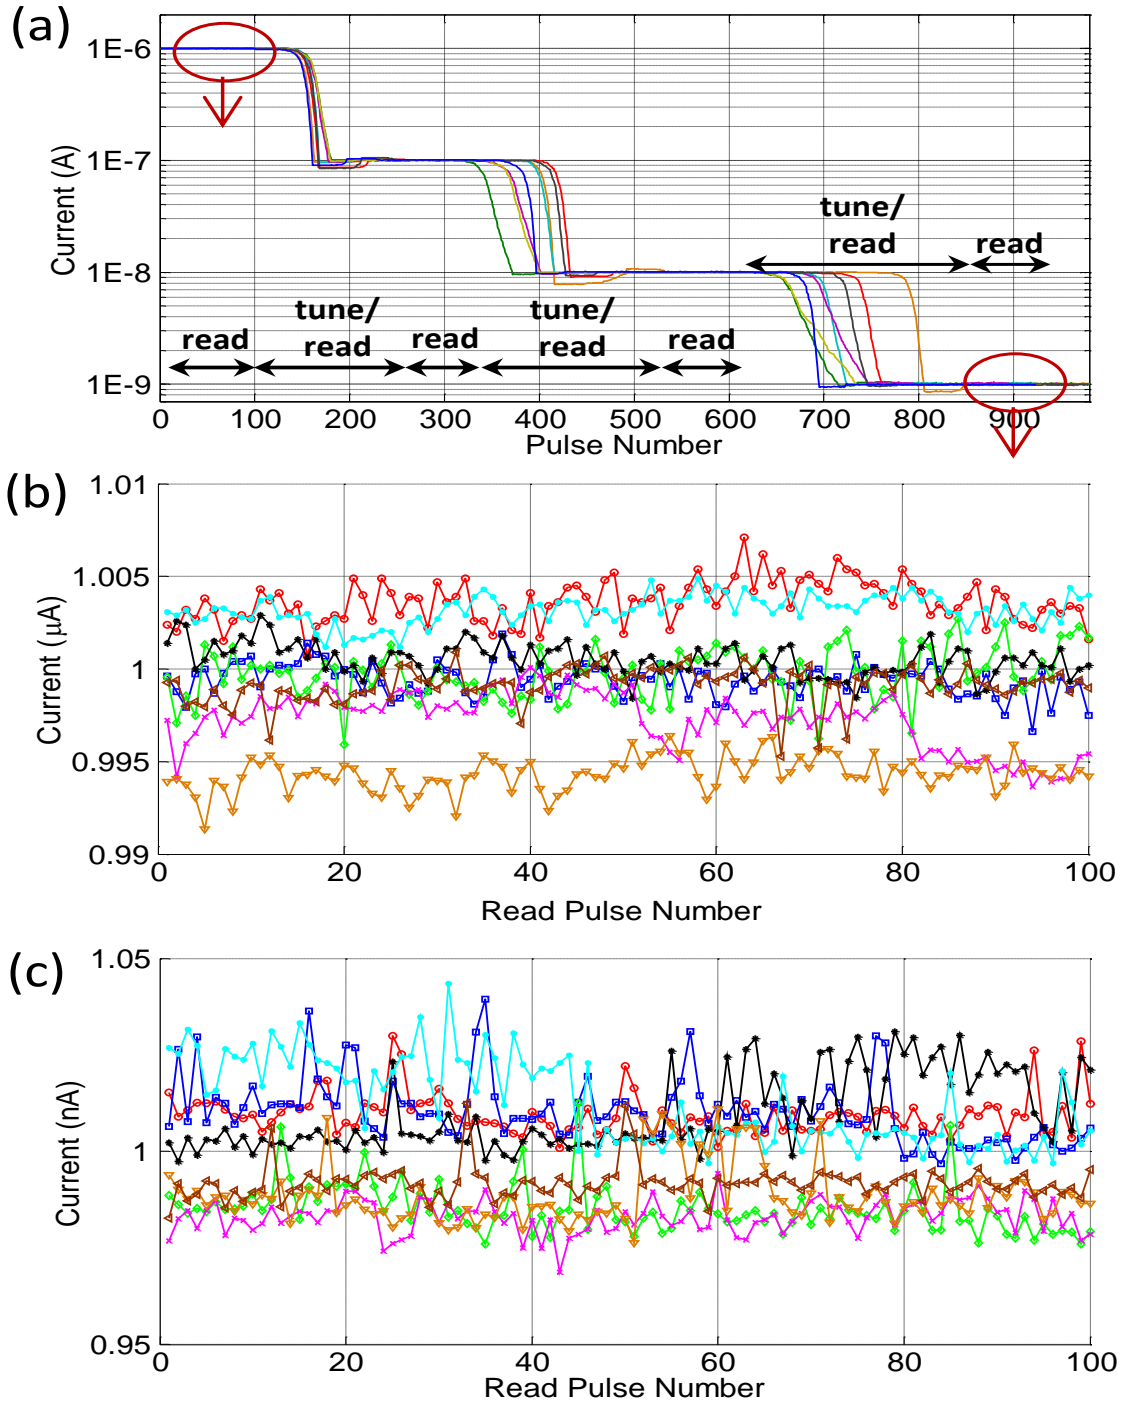 (a)
Current (A)
1E-6
1E-7
1E-8
1E-9
tune/
read
read
tune/
read
read
tune/
read
read
read
0 100 200 300 400 500 600 700 800 900
Pulse Number
(b)
Current (µA)
1.01
1.005
1
0.995
0.99
0 20 40 60 80 100
Read Pulse Number
(c)
Current (nA)
1.05
1
0.95
0 20 40 60 80 100
Read Pulse Number